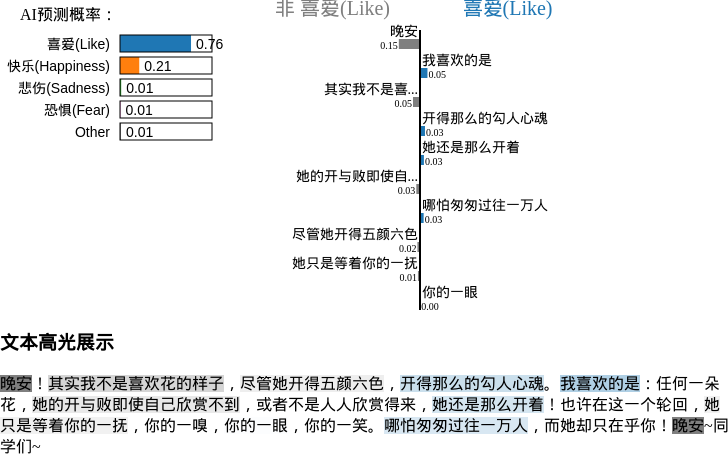 AI预测概率：
喜爱(Like) 0.76
快乐(Happiness) 0.21
悲伤(Sadness) 0.01
恐惧(Fear) 0.01
Other 0.01
非 喜爱(Like) 喜爱(Like)
晚安
0.15
我喜欢的是
0.05
其实我不是喜...
0.05
开得那么的勾人心魂
0.03
她还是那么开着
0.03
她的开与败即使自...
0.03
哪怕匆匆过往一万人
0.03
尽管她开得五颜六色
0.02
她只是等着你的一抚
0.01
你的一眼
0.00
文本高光展示
晚安！其实我不是喜欢花的样子，尽管她开得五颜六色，开得那么的勾人心魂。我喜欢的是：任何一朵
花，她的开与败即使自己欣赏不到，或者不是人人欣赏得来，她还是那么开着！也许在这一个轮回，她
只是等着你的一抚，你的一嗅，你的一眼，你的一笑。哪怕匆匆过往一万人，而她却只在乎你！晚安~同
学们~